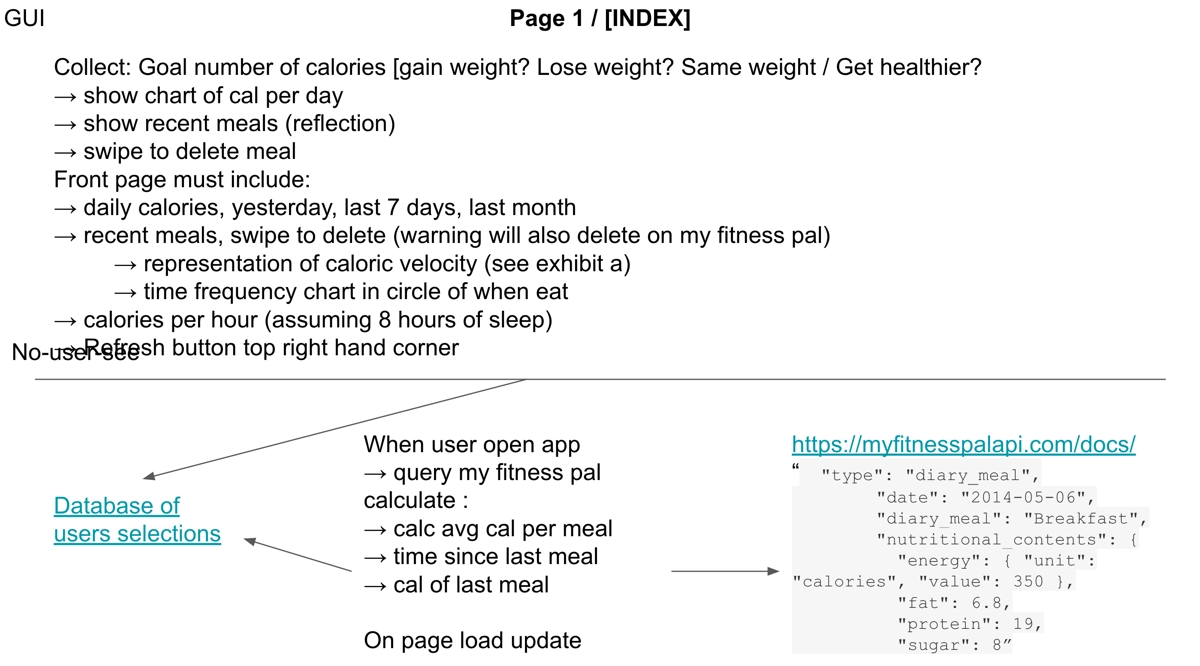 GUI
Page 1 / [INDEX]
Collect: Goal number of calories [gain weight? Lose weight? Same weight / Get healthier?
→ show chart of cal per day
→ show recent meals (reflection)
→ swipe to delete meal
Front page must include:
→ daily calories, yesterday, last 7 days, last month
→ recent meals, swipe to delete (warning will also delete on my fitness pal)
→ representation of caloric velocity (see exhibit a)
→ time frequency chart in circle of when eat
→ calories per hour (assuming 8 hours of sleep)
→ Refresh button top right hand corner
No-user-see
Database of
users selections
When user open app
→ query my fitness pal
calculate :
→ calc avg cal per meal
→ time since last meal
→ cal of last meal
On page load update
https://myfitnesspalapi.com/docs/
“ "type": "diary_meal",
"date": "2014-05-06",
"diary_meal": "Breakfast",
"nutritional_contents": {
"energy": { "unit":
"calories", "value": 350 },
"fat": 6.8,
"protein": 19,
"sugar": 8”